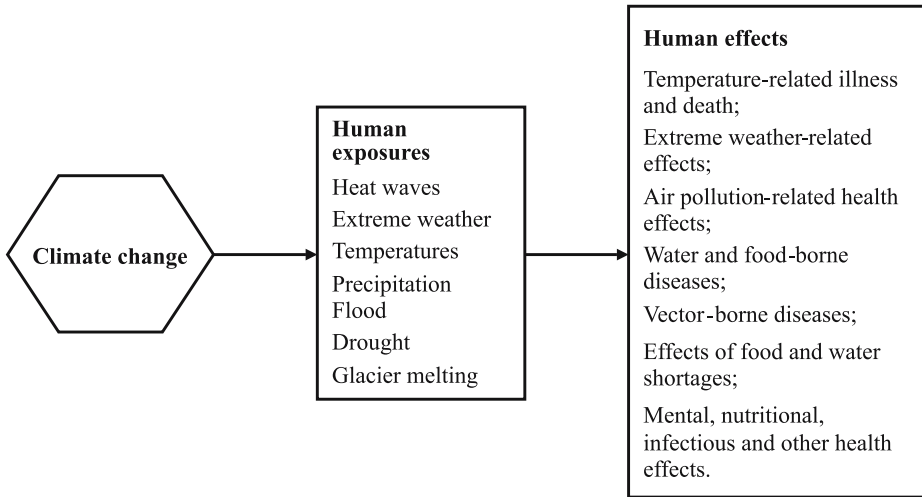 Climate change
Human
exposures
Heat waves
Extreme weather
Temperatures
Precipitation
Flood
Drought
Glacier melting
Human effects
Temperature-related illness
and death;
Extreme weather-related
effects;
Air pollution-related health
effects;
Water and food-borne
diseases;
Vector-borne diseases;
Effects of food and water
shortages;
Mental, nutritional,
infectious and other health
effects.